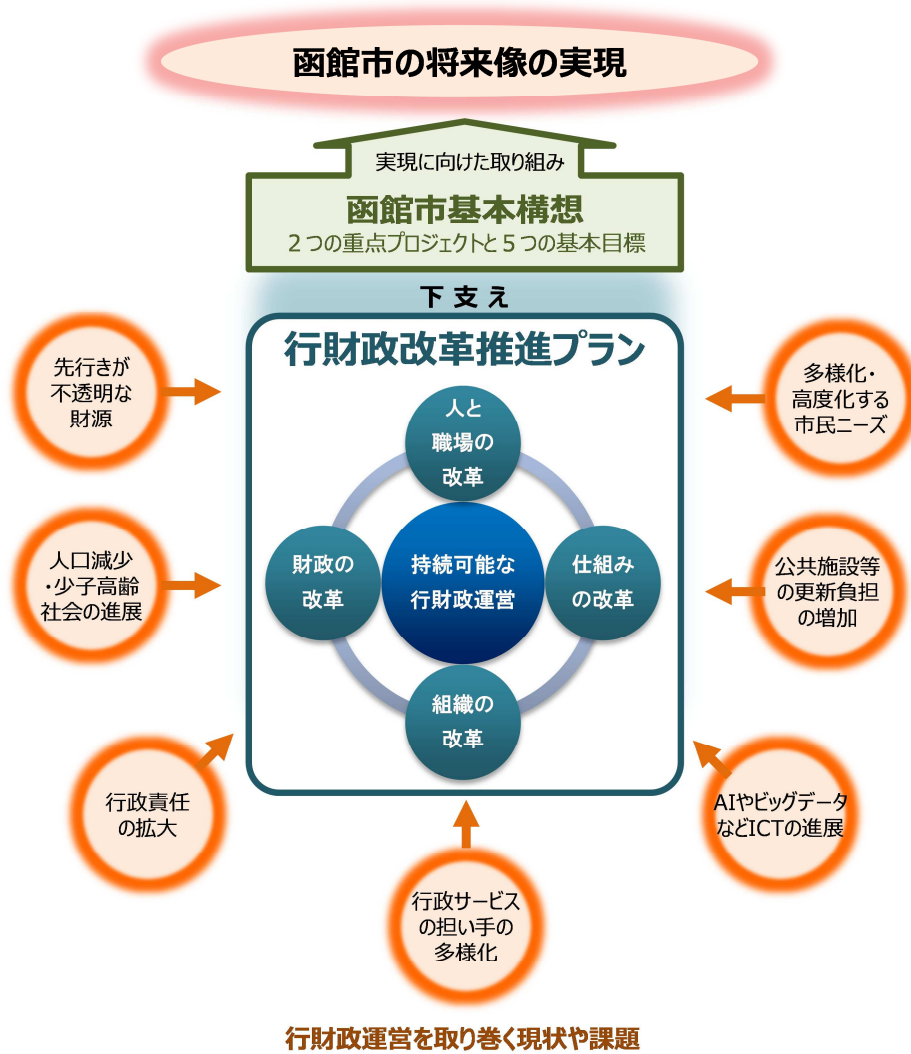 函館市の将来像の実現
実現に向けた取り組み
函館市基本構想
２つの重点プロジェクトと５つの基本目標
下支え
行財政改革推進プラン
先行きが
不透明な
財源
人口減少
・少子高齢
社会の進展
行政責任
の拡大
人と
職場の
改革
財政の
改革
持続可能な
行財政運営
仕組み
の改革
組織の
改革
多様化・
高度化する
市民ニーズ
公共施設等
の更新負担
の増加
AIやビッグデータ
などICTの進展
行政サービス
の担い手の
多様化
行財政運営を取り巻く現状や課題